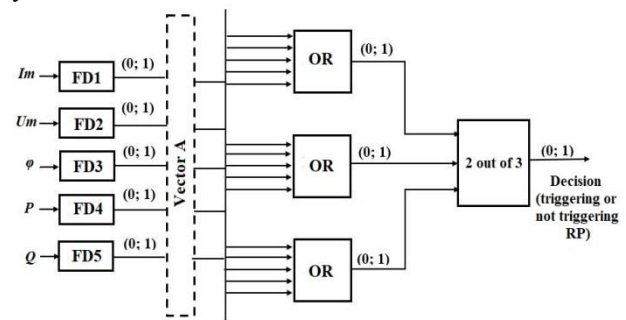 Im
FD1
(0; 1)
Um
FD2
(0; 1)
φ
FD3
(0; 1)
P
FD4
(0; 1)
Q
FD5
(0; 1)
Vector A
OR
(0; 1)
OR
(0; 1)
OR
(0; 1)
2 out of 3
(0; 1)
Decision
(triggering or
not triggering
RP)